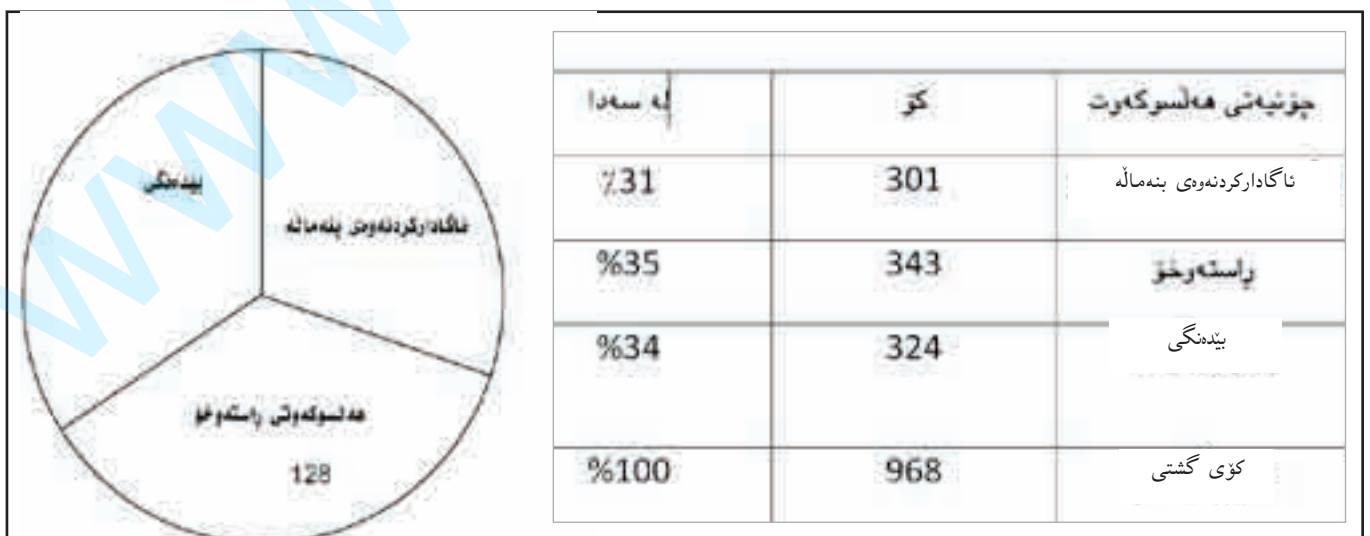 چۆنیەتی هەڵسوکەوت	کۆ	لە سەدا
ئاگادارکردنەوەی بنەماڵە	301	٪31
ڕاستەوخۆ	343	%35
بێدەنگی	324	%34
کۆی گشتی	968	%100
بێدەنگی
ئاگادارکردنەوەی بنەماڵە
هەڵسوکەوتی ڕاستەوخۆ
128